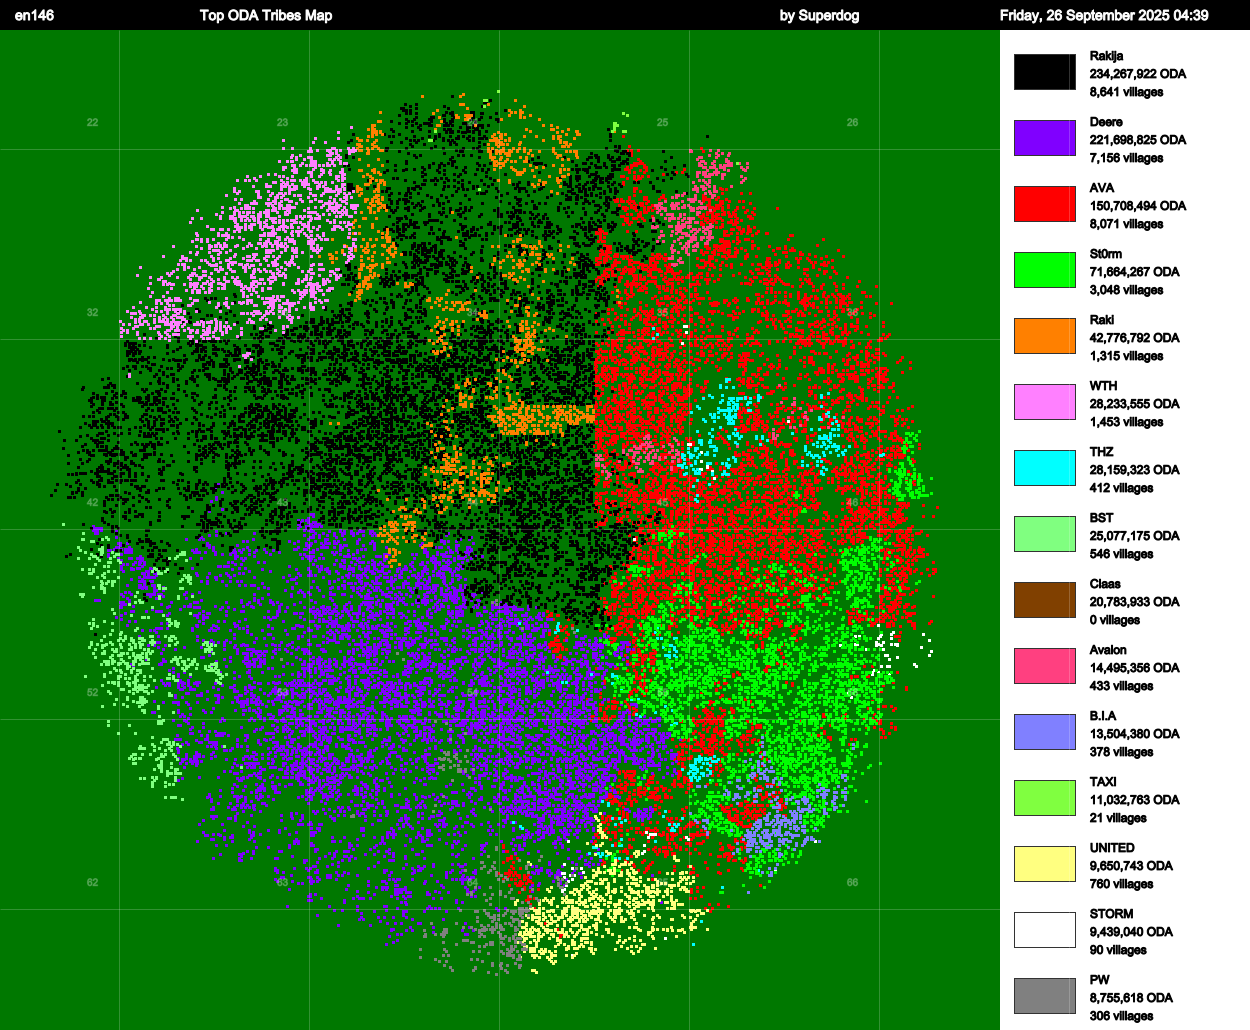 en146 Top ODA Tribes Map by Superdog Friday, 26 September 2025 04:39
Rakija
234,267,922 ODA
8,641 villages
Deere
221,698,825 ODA
7,156 villages
AVA
150,708,494 ODA
8,071 villages
St0rm
71,664,267 ODA
3,048 villages
Raki
42,776,792 ODA
1,315 villages
WTH
28,233,555 ODA
1,453 villages
THZ
28,159,323 ODA
412 villages
BST
25,077,175 ODA
546 villages
Claas
20,783,933 ODA
0 villages
Avalon
14,495,356 ODA
433 villages
B.I.A
13,504,380 ODA
378 villages
TAXI
11,032,763 ODA
21 villages
UNITED
9,650,743 ODA
760 villages
STORM
9,439,040 ODA
90 villages
PW
8,755,618 ODA
306 villages
22 23 25 26
32 35 36
42 45 46
52 53 54
62 63 66